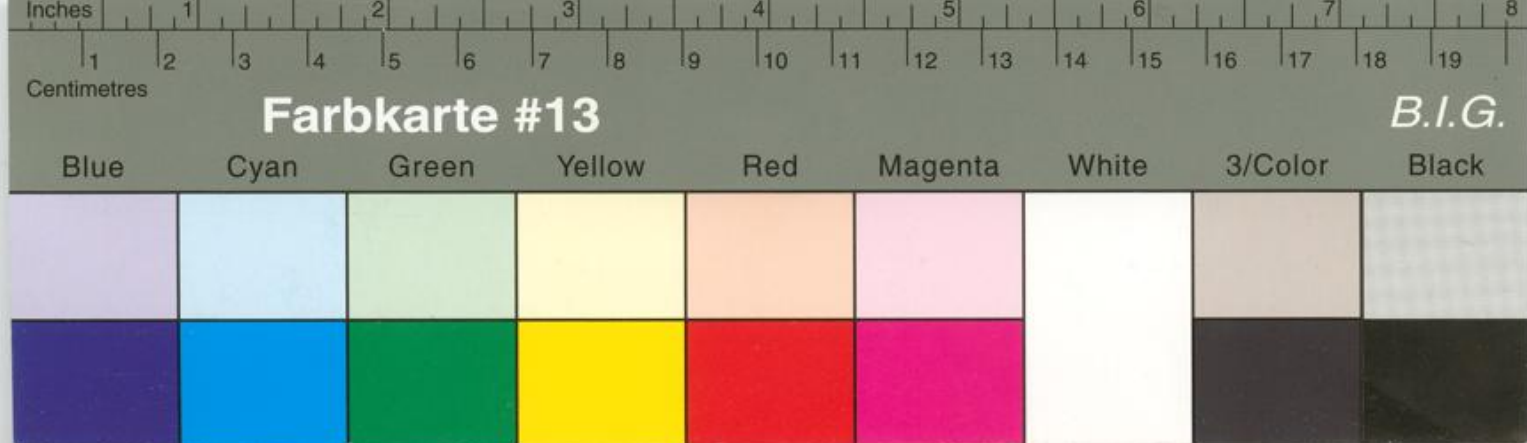 Inches 1 2 3 4 5 6 7 8
1 2 3 4 5 6 7 8 9 10 11 12 13 14 15 16 17 18 19
Centimetres
Farbkarte #13 B.I.G.
Blue Cyan Green Yellow Red Magenta White 3/Color Black